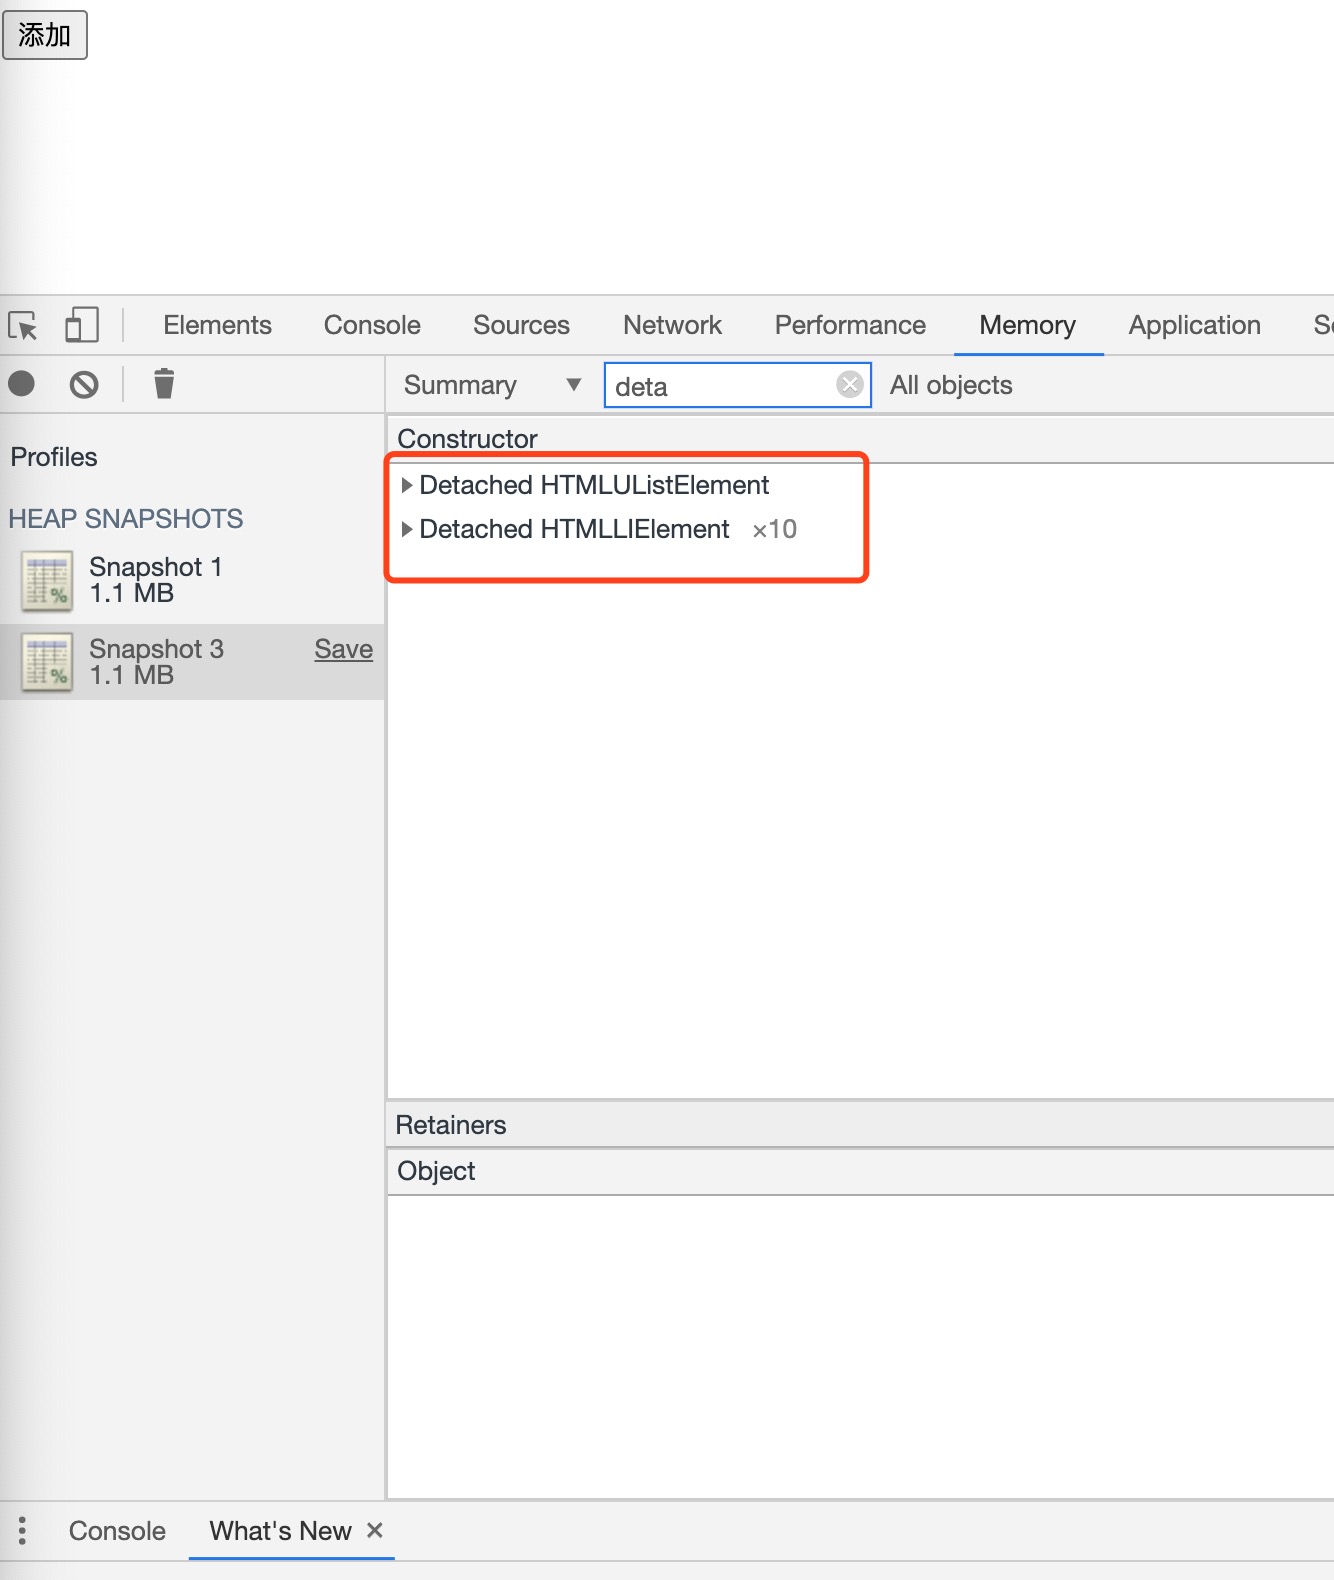 添加
Elements Console Sources Network Performance Memory Application
Summary ▼ deta All objects
Profiles
Constructor
Detached HTMLUListElement
HEAP SNAPSHOTS
Detached HTMLLIElement ×10
Snapshot 1
1.1 MB
Snapshot 3 Save
1.1 MB
%
%
Retainers
Object
Console What's New ×